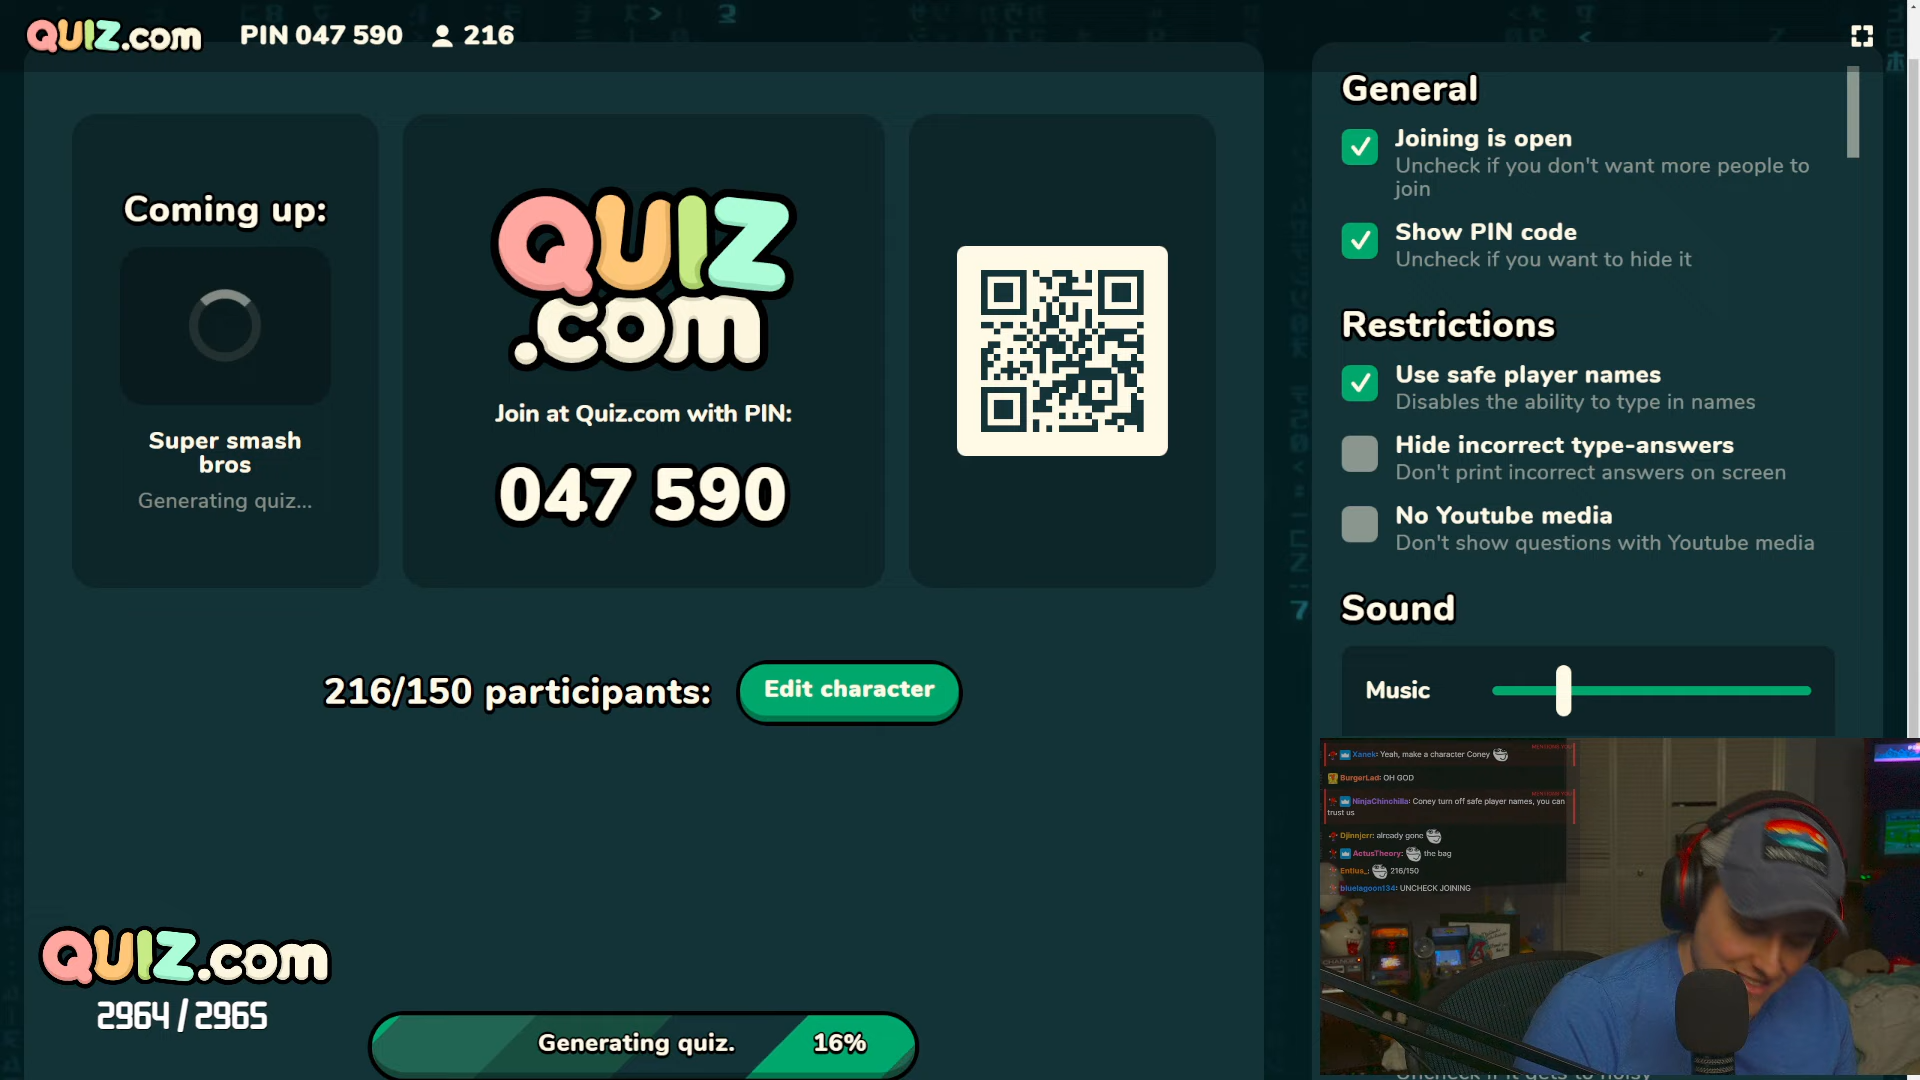 QUIZ.com
PIN 047 590
216
Coming up:
Super smash
bros
Generating quiz...
QUIZ
.com
Join at Quiz.com with PIN:
047 590
216/150 participants:
Edit character
QUIZ.com
2964 / 2965
Generating quiz.
16%
General
Joining is open
Uncheck if you don't want more people to
join
Show PIN code
Uncheck if you want to hide it
Restrictions
Use safe player names
Disables the ability to type in names
Hide incorrect type-answers
Don't print incorrect answers on screen
No Youtube media
Don't show questions with Youtube media
Sound
Music
Xanek: Yeah, make a character Coney
BurgerLad: OH GOD
NinjaChinchilla: Coney turn off safe player names, you can
trust us
Djinnjerr: already gone
ActusTheory: the bag
Entius_: 216/150
bluelagoon134: UNCHECK JOINING
Uncheck if it gets to noisy